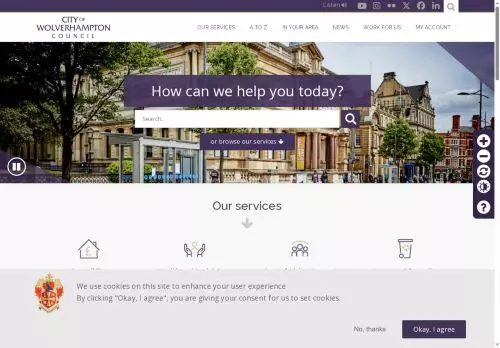 Listen
CITY OF
WOLVERHAMPTON
COUNCIL
OUR SERVICES
A TO Z
IN YOUR AREA
NEWS
WORK FOR US
MY ACCOUNT
How can we help you today?
Search...
or browse our services
Our services
We use cookies on this site to enhance your user experience
By clicking "Okay, I agree", you are giving your consent for us to set cookies.
No, thanks
Okay, I agree